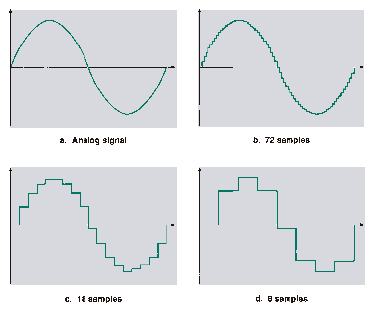 a. Analog signal
b. 72 samples
c. 18 samples
d. 8 samples